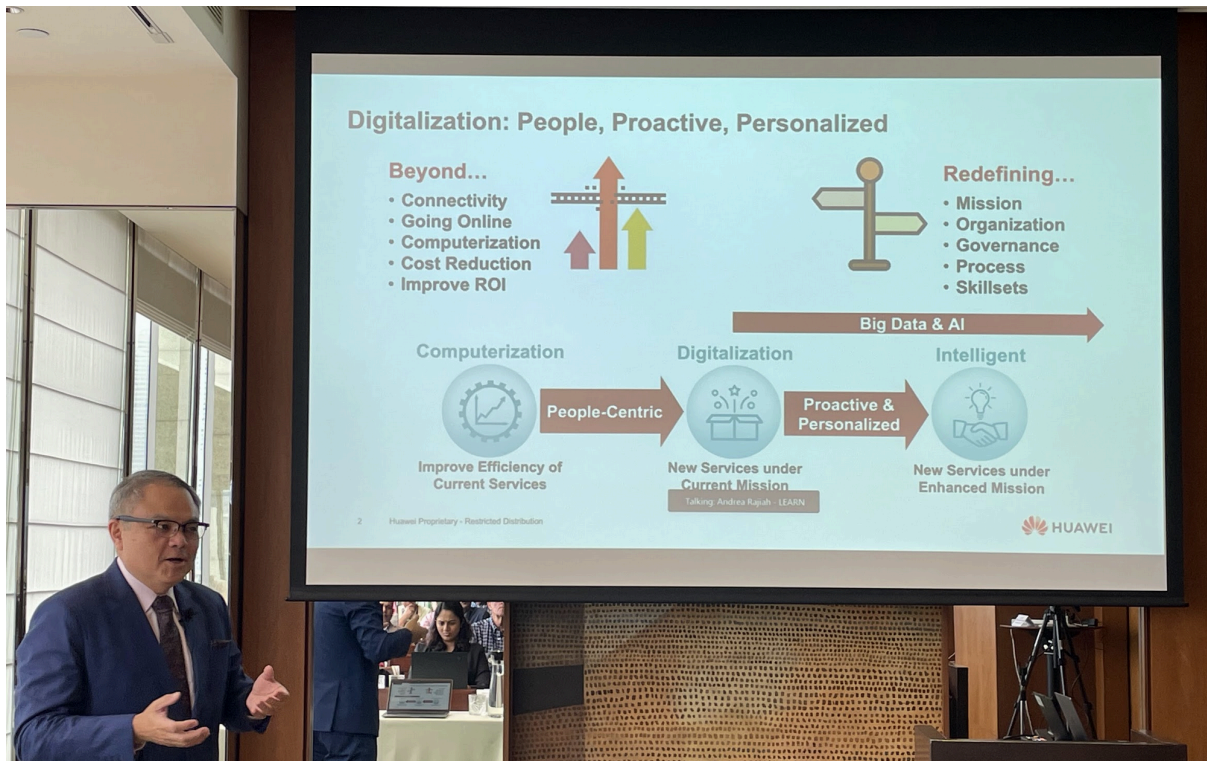 Digitalization: People, Proactive, Personalized
Beyond...
• Connectivity
• Going Online
• Computerization
• Cost Reduction
• Improve ROI
Redefining...
• Mission
• Organization
• Governance
• Process
• Skillsets
Big Data & AI
Computerization
Digitalization
Intelligent
People-Centric
Proactive &
Personalized
Improve Efficiency of
Current Services
New Services under
Current Mission
New Services under
Enhanced Mission
Talking: Andrea Rajiah - LEARN
2
Huawei Proprietary - Restricted Distribution
HUAWEI